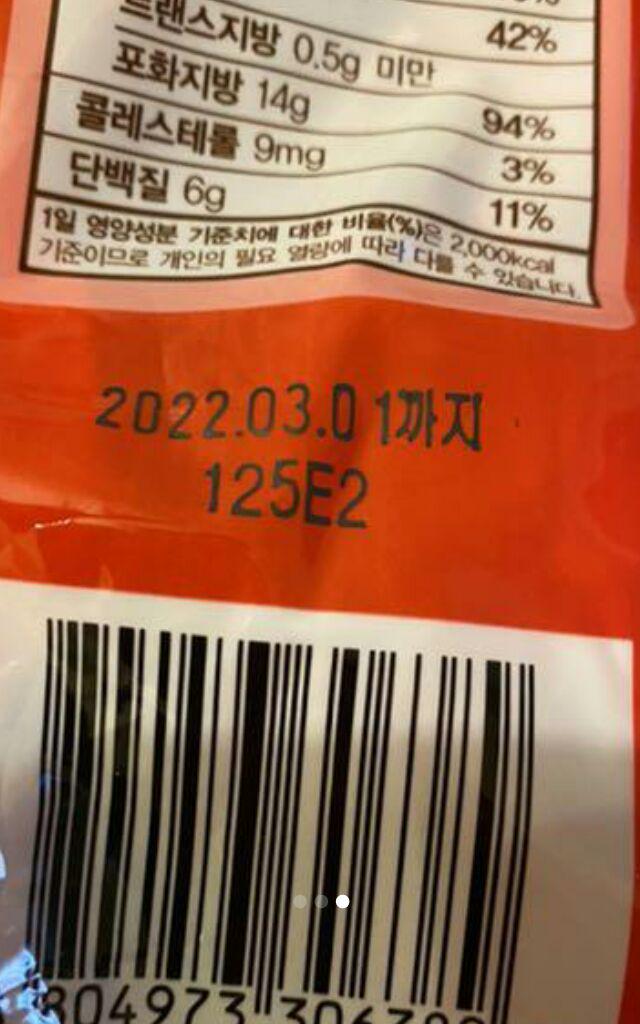 42%
트랜스지방 0.5g 미만
포화지방 14g 94%
콜레스테롤 9mg 3%
단백질 6g 11%
1일 영양성분 기준치에 대한 비율(%)은 2,000kcal
기준이므로 개인의 필요 열량에 따라 다를 수 있습니다.
2022.03.01까지
125E2